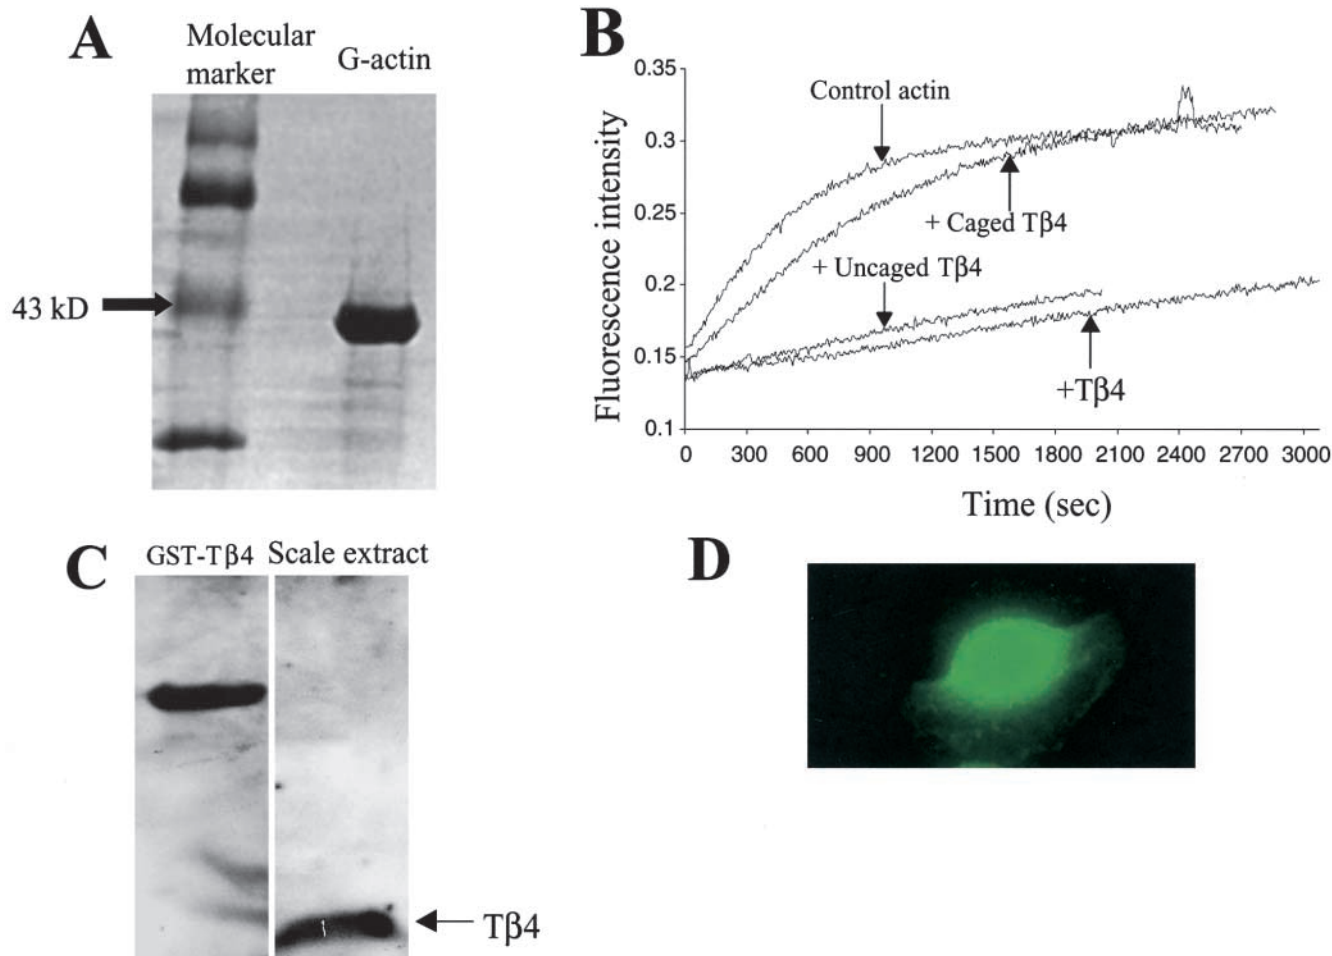 A
Molecular
marker
G-actin
43 kD
B
0.35
0.3
0.25
0.2
0.15
0.1
Fluorescence intensity
Control actin
+ Caged Tβ4
+ Uncaged Tβ4
+Tβ4
0 300 600 900 1200 1500 1800 2100 2400 2700 3000
Time (sec)
C
GST-Tβ4 Scale extract
Tβ4
D